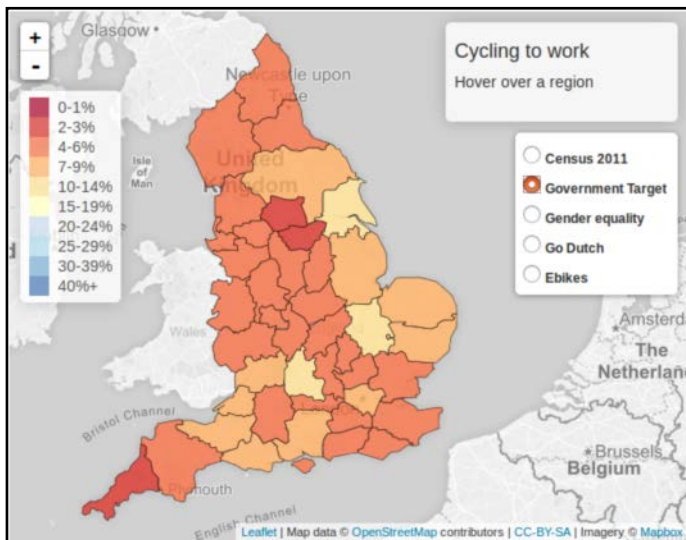 +
-
Glasgow
Newcastle upon
Tyne
United
Kingdom
Isle
of
Man
Wales
London
Bristol Channel
Plymouth
English Channel
Amsterda
The
Netherland
Brussels
Belgium
0-1%
2-3%
4-6%
7-9%
10-14%
15-19%
20-24%
25-29%
30-39%
40%+
Cycling to work
Hover over a region
Census 2011
Government Target
Gender equality
Go Dutch
Ebikes
Leaflet | Map data © OpenStreetMap contributors | CC-BY-SA | Imagery © Mapbox